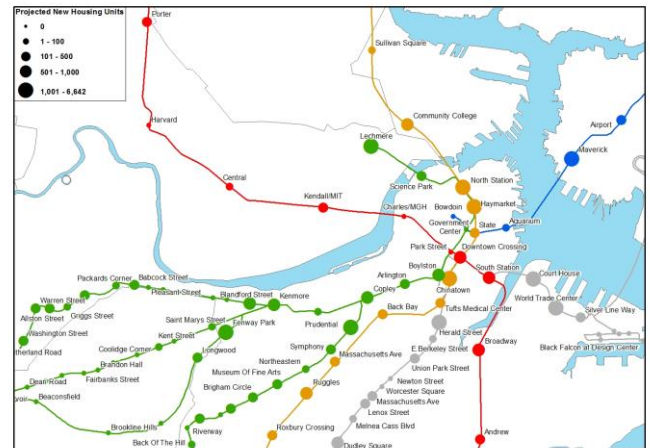 Projected New Housing Units
0
1 - 100
101 - 500
501 - 1,000
1,001 - 6,642
Porter
Sullivan Square
Harvard
Community College
Airport
Lechmere
Maverick
Central
Science Park
North Station
Kendall/MIT
Bowdoin
Haymarket
Charles/MGH
Government
Center
State
Aquarium
Park Street
Downtown Crossing
Boylston
South Station
Court House
Packards Corner
Babcock Street
Arlington
Chinatown
World Trade Center
Pleasant Street
Blandford Street
Kenmore
Copley
Silver Line Way
Warren Street
Back Bay
Tufts Medical Center
Allston Street
Griggs Street
Saint Marys Street
Fenway Park
Prudential
Herald Street
Black Falcon at Design Center
Washington Street
Kent Street
Broadway
Coolidge Corner
Longwood
Symphony
E Berkeley Street
therland Road
Northeastern
Massachusetts Ave
Union Park Street
Brandon Hall
Museum Of Fine Arts
Newton Street
Dean Road
Fairbanks Street
Brigham Circle
Ruggles
Worcester Square
Massachusetts Ave
Beaconsfield
Lenox Street
Brookline Hills
Riverway
Melnea Cass Blvd
Andrew
Back Of The Hill
Roxbury Crossing
Dudley Square